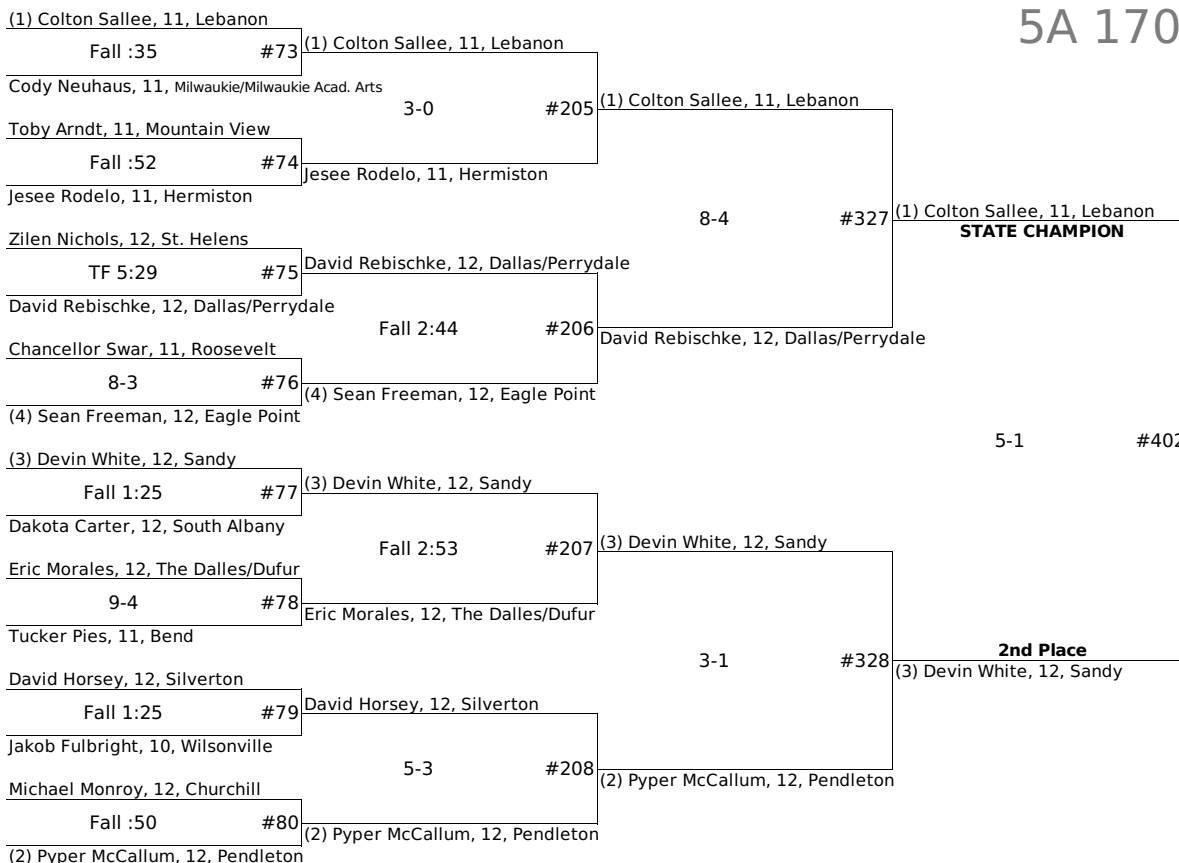 5A 170
(1) Colton Sallee, 11, Lebanon
Fall :35 #73
Cody Neuhaus, 11, Milwaukie/Milwaukie Acad. Arts
Toby Arndt, 11, Mountain View
Fall :52 #74
Jesee Rodelo, 11, Hermiston
Zilen Nichols, 12, St. Helens
TF 5:29 #75
David Rebischke, 12, Dallas/Perrydale
Chancellor Swar, 11, Roosevelt
8-3 #76
(4) Sean Freeman, 12, Eagle Point
(3) Devin White, 12, Sandy
Fall 1:25 #77
Dakota Carter, 12, South Albany
Eric Morales, 12, The Dalles/Dufur
9-4 #78
Tucker Pies, 11, Bend
David Horsey, 12, Silverton
Fall 1:25 #79
Jakob Fulbright, 10, Wilsonville
Michael Monroy, 12, Churchill
Fall :50 #80
(2) Pyper McCallum, 12, Pendleton
(1) Colton Sallee, 11, Lebanon
3-0 #205
Jesee Rodelo, 11, Hermiston
David Rebischke, 12, Dallas/Perrydale
Fall 2:44 #206
(4) Sean Freeman, 12, Eagle Point
(3) Devin White, 12, Sandy
Fall 2:53 #207
Eric Morales, 12, The Dalles/Dufur
David Horsey, 12, Silverton
5-3 #208
(2) Pyper McCallum, 12, Pendleton
(1) Colton Sallee, 11, Lebanon
8-4 #327
David Rebischke, 12, Dallas/Perrydale
(3) Devin White, 12, Sandy
3-1 #328
(2) Pyper McCallum, 12, Pendleton
(1) Colton Sallee, 11, Lebanon
STATE CHAMPION
5-1 #402
2nd Place
(3) Devin White, 12, Sandy